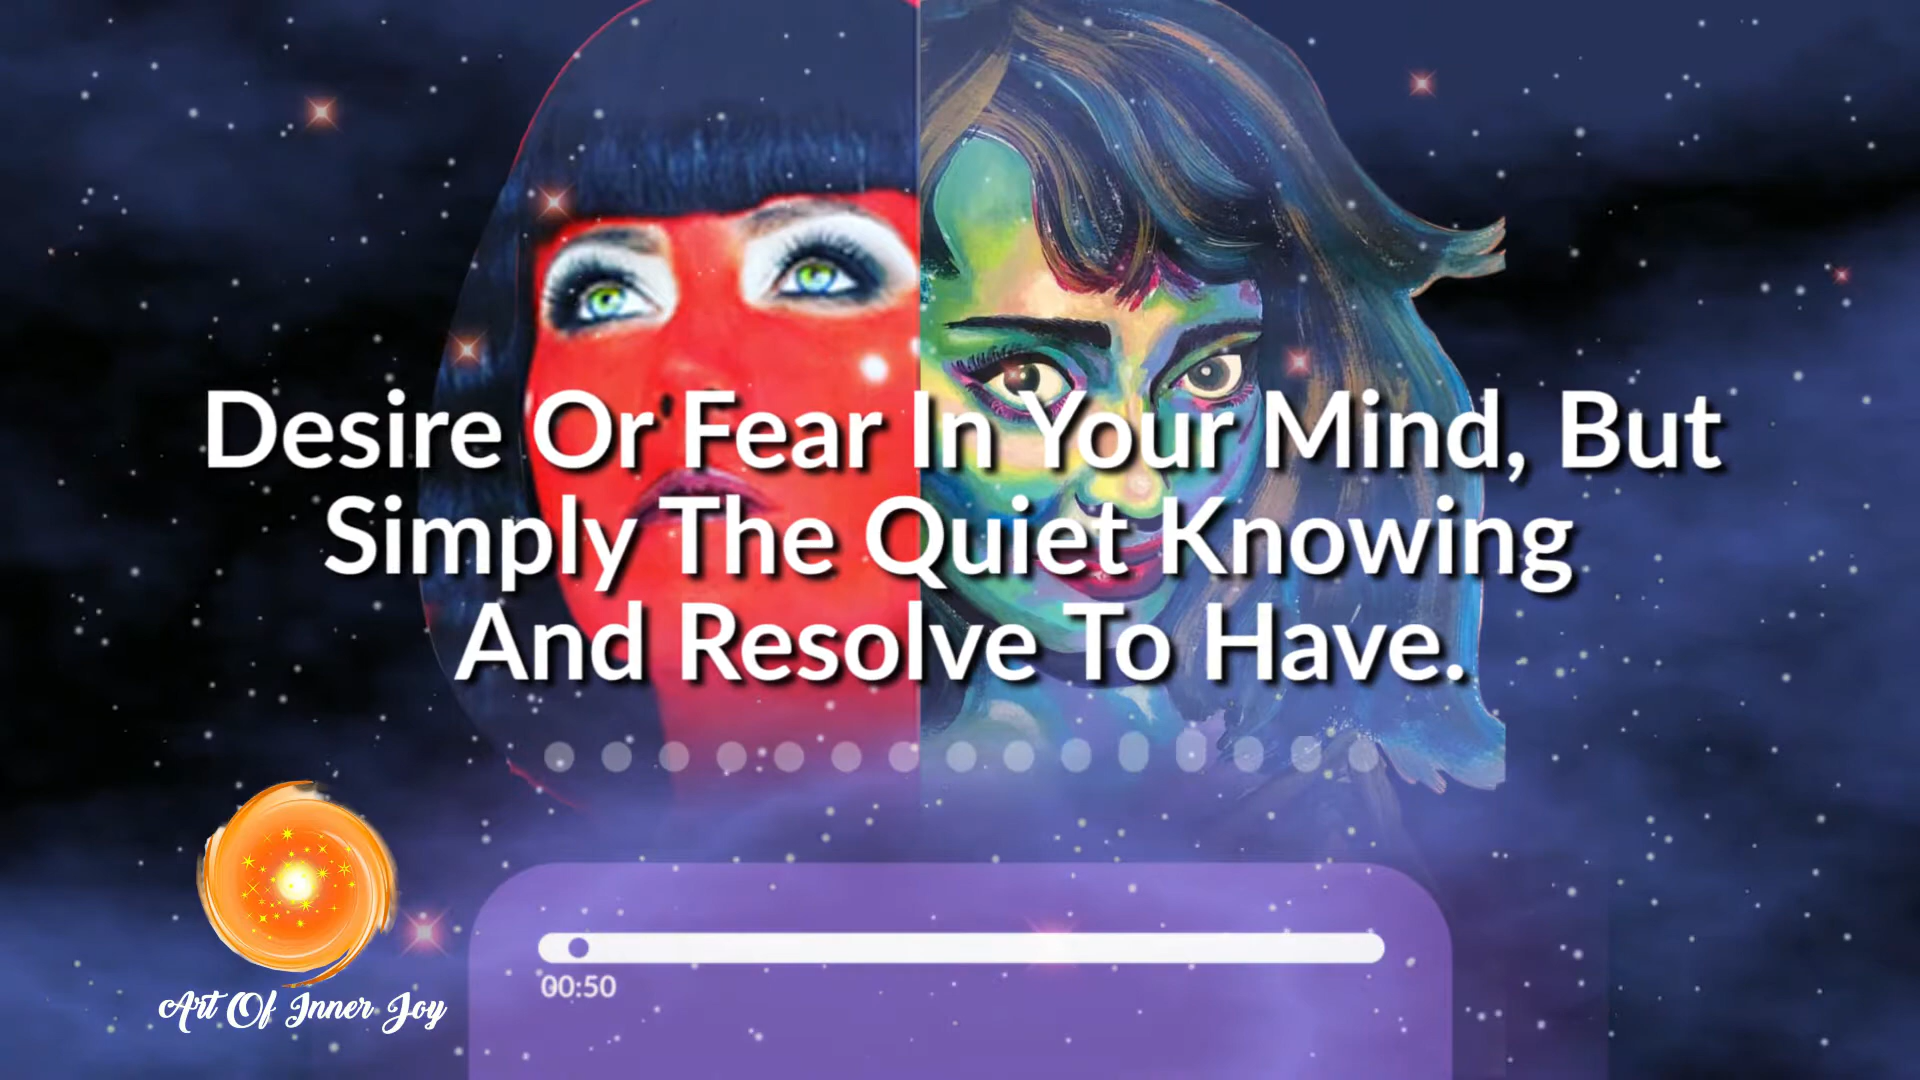 Desire Or Fear In Your Mind, But
Simply The Quiet Knowing
And Resolve To Have.
00:50
Art Of Inner Joy